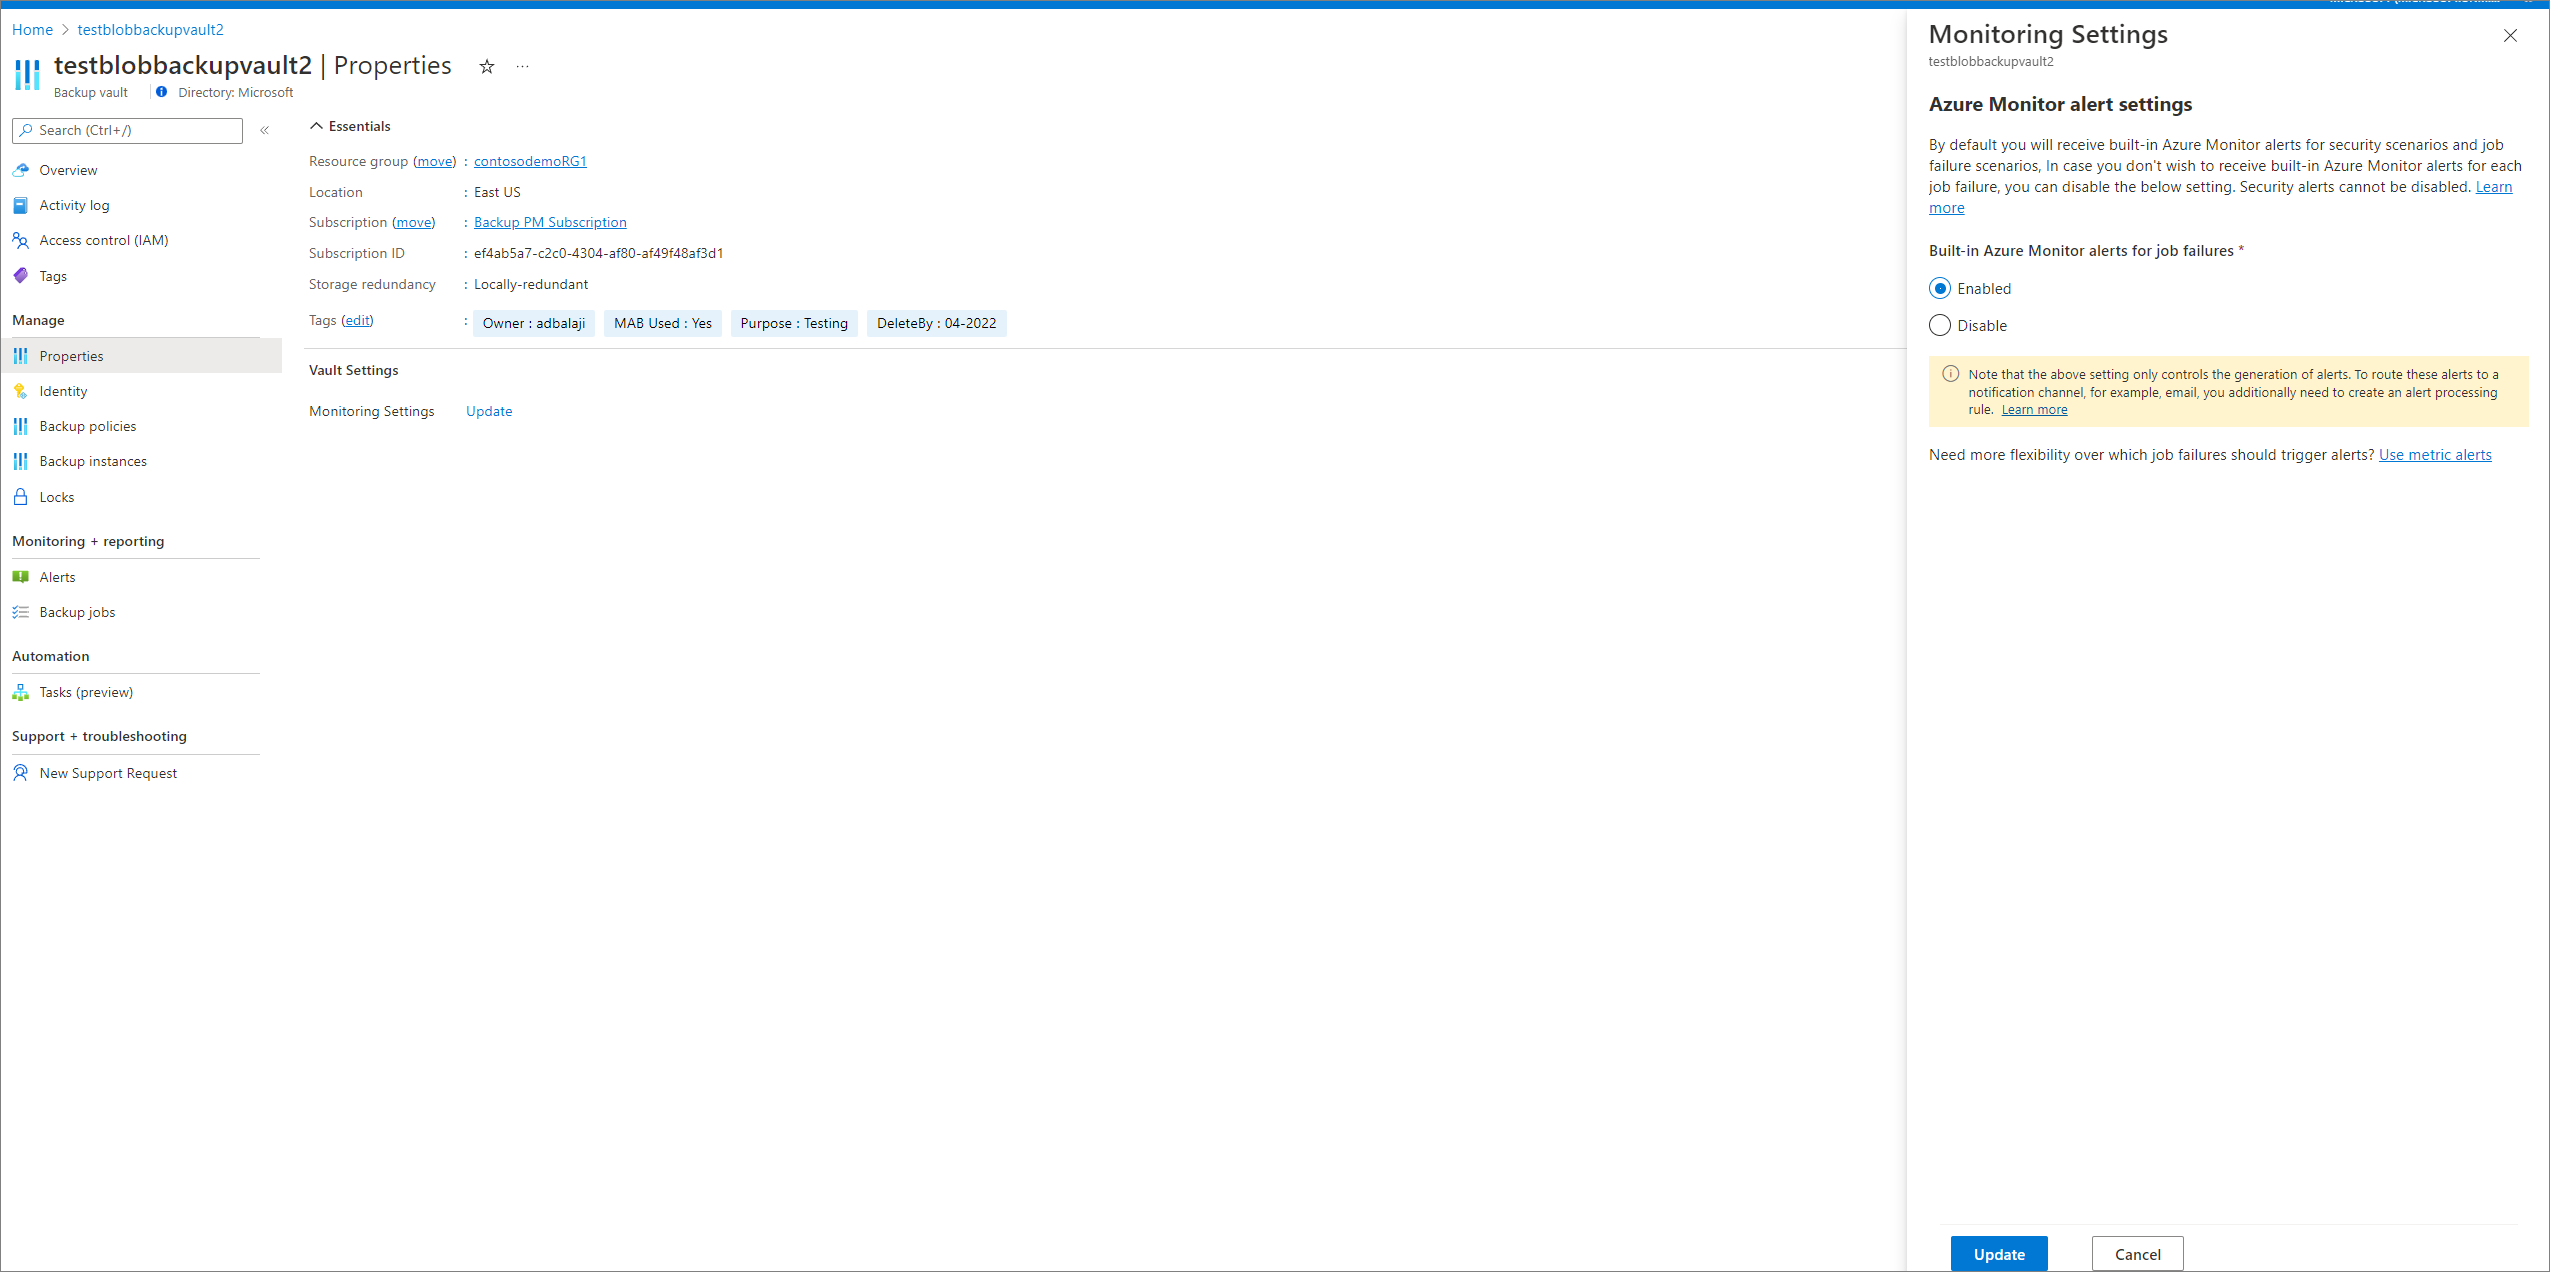 Home > testblobbackupvault2
testblobbackupvault2 | Properties
Backup vault
Directory: Microsoft
Search (Ctrl+/)
Overview
Activity log
Access control (IAM)
Tags
Manage
Properties
Identity
Backup policies
Backup instances
Locks
Monitoring + reporting
Alerts
Backup jobs
Automation
Tasks (preview)
Support + troubleshooting
New Support Request
Essentials
Resource group (move) : contosodemoRG1
Location : East US
Subscription (move) : Backup PM Subscription
Subscription ID : ef4ab5a7-c2c0-4304-af80-af49f48af3d1
Storage redundancy : Locally-redundant
Tags (edit) : Owner : adbalaji MAB Used : Yes Purpose : Testing DeleteBy : 04-2022
Vault Settings
Monitoring Settings Update
Monitoring Settings
testblobbackupvault2
Azure Monitor alert settings
By default you will receive built-in Azure Monitor alerts for security scenarios and job
failure scenarios, In case you don't wish to receive built-in Azure Monitor alerts for each
job failure, you can disable the below setting. Security alerts cannot be disabled. Learn
more
Built-in Azure Monitor alerts for job failures *
Enabled
Disable
Note that the above setting only controls the generation of alerts. To route these alerts to a
notification channel, for example, email, you additionally need to create an alert processing
rule. Learn more
Need more flexibility over which job failures should trigger alerts? Use metric alerts
Update
Cancel